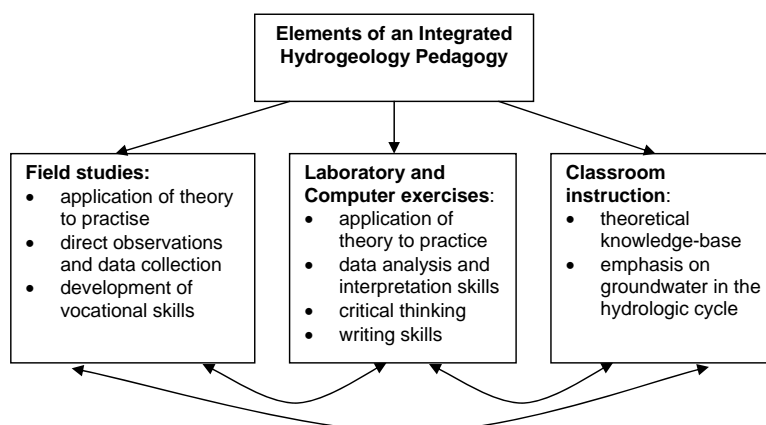 Elements of an Integrated
Hydrogeology Pedagogy
Field studies:
• application of theory
to practise
• direct observations
and data collection
• development of
vocational skills
Laboratory and
Computer exercises:
• application of
theory to practice
• data analysis and
interpretation skills
• critical thinking
• writing skills
Classroom
instruction:
• theoretical
knowledge-base
• emphasis on
groundwater in the
hydrologic cycle